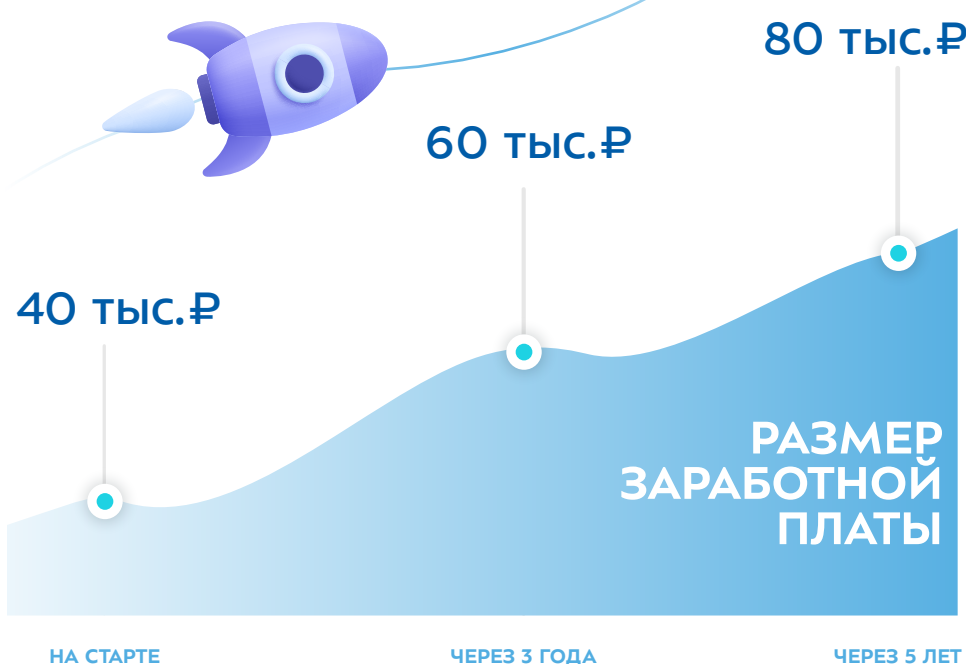 80 тыс.₽
60 тыс.₽
40 тыс.₽
РАЗМЕР
ЗАРАБОТНОЙ
ПЛАТЫ
НА СТАРТЕ
ЧЕРЕЗ 3 ГОДА
ЧЕРЕЗ 5 ЛЕТ